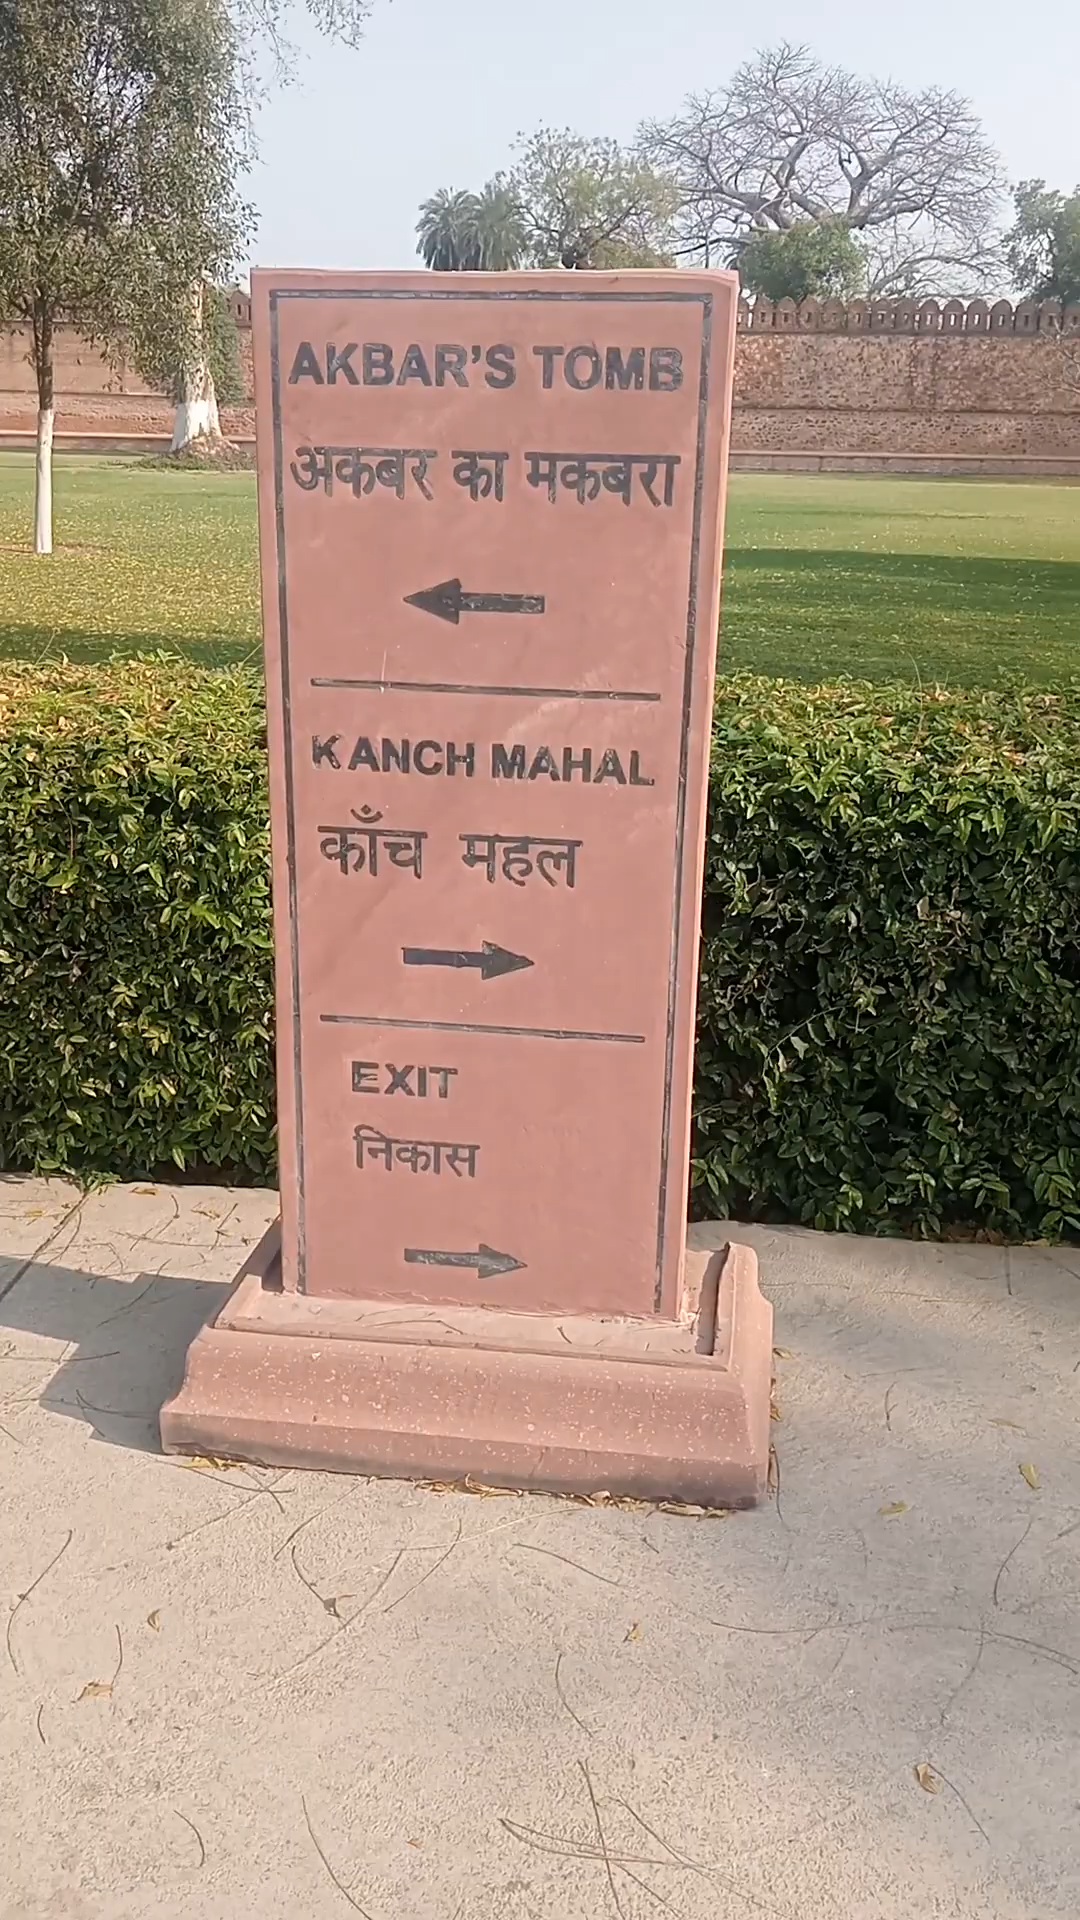 AKBAR'S TOMB
अकबर का मकबरा
KANCH MAHAL
काँच महल
EXIT
निकास